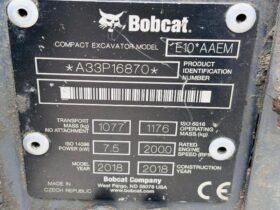 Bobcat
COMPACT EXCAVATOR MODEL E10*AAEM
*A33P16870* PRODUCT IDENTIFICATION NUMBER
TRANSPORT MASS (kg) NO ATTACHMENT 1077 1176 ISO 6016 OPERATING MASS (kg)
ISO 14396 POWER (kW) 7.5 2000 RATED ENGINE SPEED (RPM)
MODEL YEAR 2018 2018 CONSTRUCTION YEAR
MADE IN CZECH REPUBLIC
Bobcat Company
West Fargo, ND 58078 USA
CE